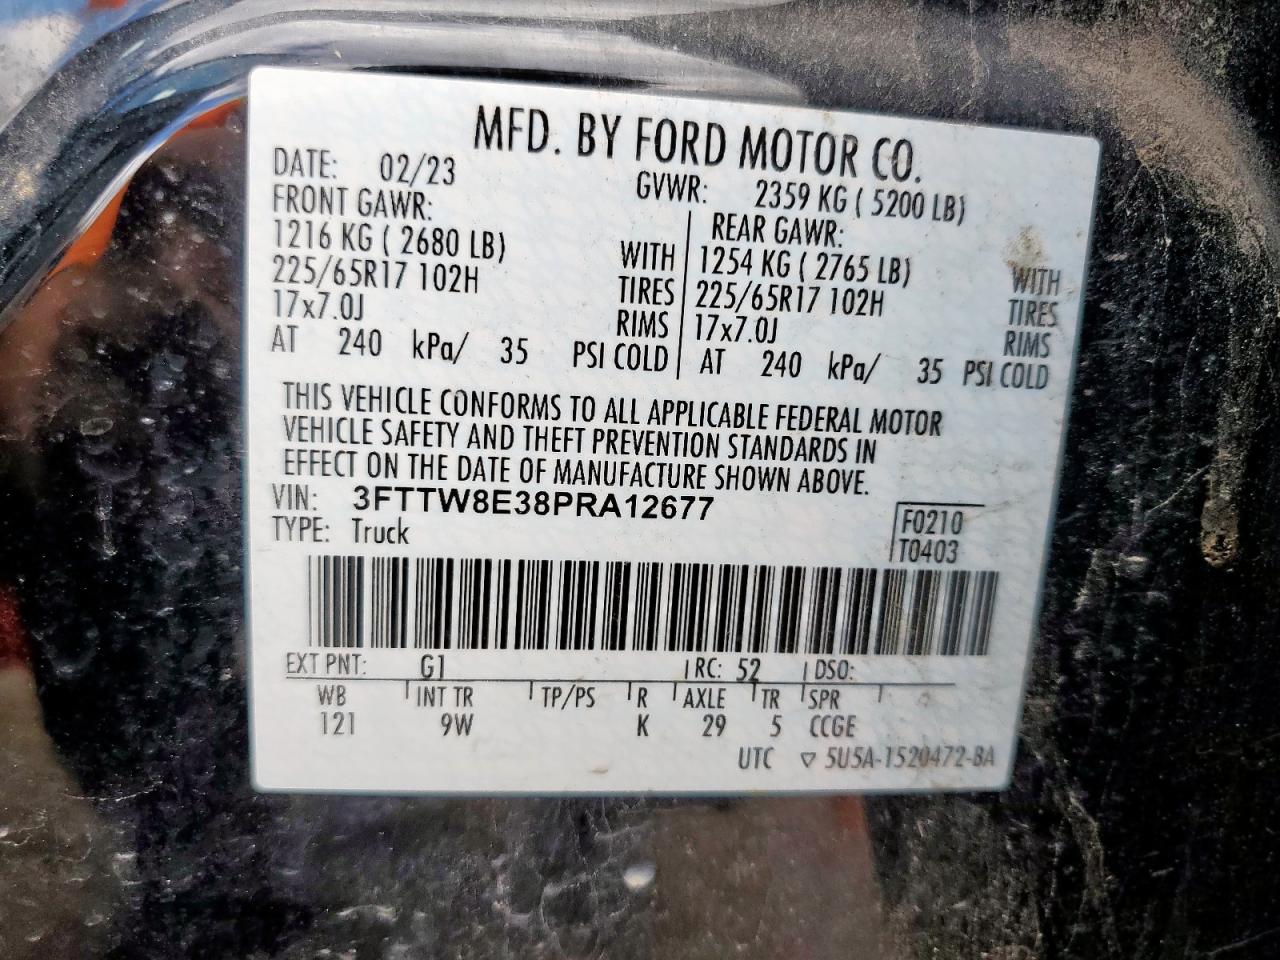 MFD. BY FORD MOTOR CO.
DATE: 02/23 GVWR: 2359 KG ( 5200 LB)
FRONT GAWR: REAR GAWR:
1216 KG ( 2680 LB) WITH 1254 KG ( 2765 LB) WITH
225/65R17 102H TIRES 225/65R17 102H TIRES
17x7.0J RIMS 17x7.0J RIMS
AT 240 kPa/ 35 PSI COLD AT 240 kPa/ 35 PSI COLD
THIS VEHICLE CONFORMS TO ALL APPLICABLE FEDERAL MOTOR
VEHICLE SAFETY AND THEFT PREVENTION STANDARDS IN
EFFECT ON THE DATE OF MANUFACTURE SHOWN ABOVE.
VIN: 3FTTW8E38PRA12677
F0210
TYPE: Truck
T0403
EXT PNT: G1 RC: 52 DSO:
WB INT TR TP/PS R AXLE TR SPR
121 9W K 29 5 CCGE
UTC ▽ 5U5A-1520472-BA